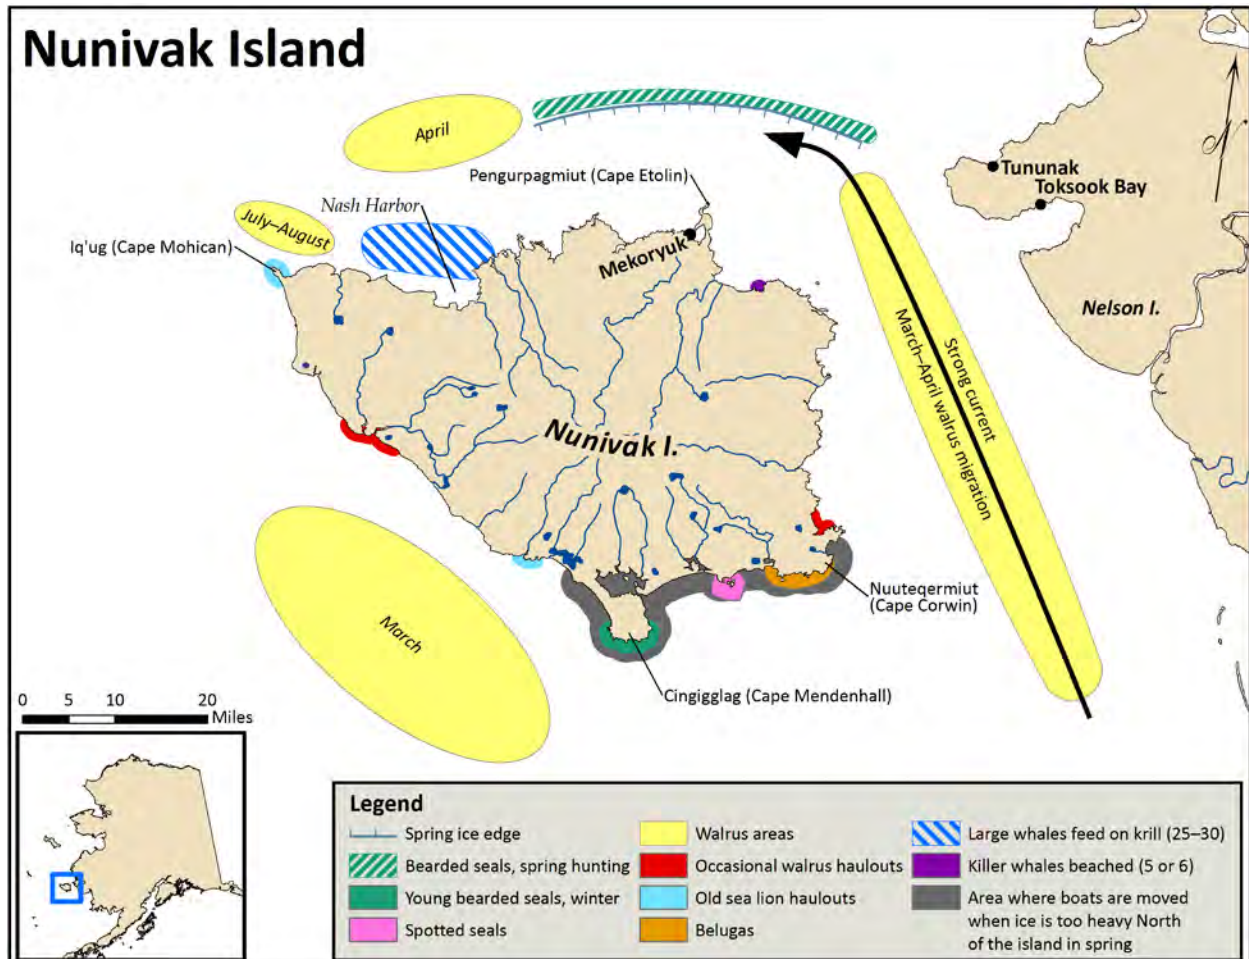 Nunivak Island
April
Pengurpagmiut (Cape Etolin)
Tununak
Toksook Bay
Nash Harbor
July–August
Iq'ug (Cape Mohican)
Mekoryuk
Nelson I.
Strong current
March–April walrus migration
Nunivak I.
Nuuteqermiut
(Cape Corwin)
March
Cingigglag (Cape Mendenhall)
0 5 10 20
Miles
Legend
Spring ice edge
Bearded seals, spring hunting
Young bearded seals, winter
Spotted seals
Walrus areas
Occasional walrus haulouts
Old sea lion haulouts
Belugas
Large whales feed on krill (25–30)
Killer whales beached (5 or 6)
Area where boats are moved
when ice is too heavy North
of the island in spring